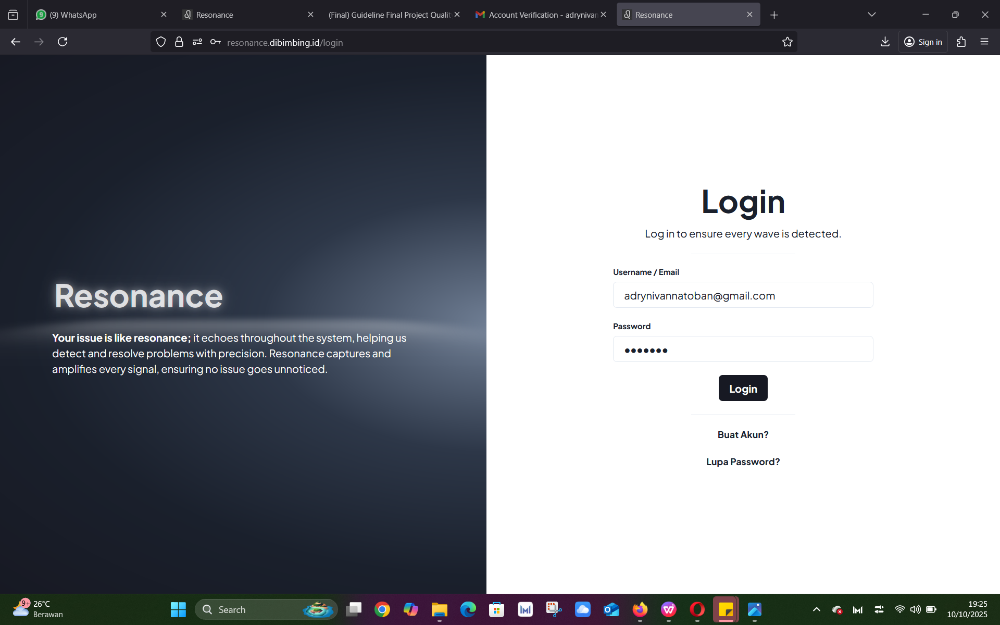 (9) WhatsApp
Resonance
(Final) Guideline Final Project Qualit
Account Verification - adrynivan
Resonance
resonance.dibimbing.id/login
Sign in
Resonance
Your issue is like resonance; it echoes throughout the system, helping us
detect and resolve problems with precision. Resonance captures and
amplifies every signal, ensuring no issue goes unnoticed.
Login
Log in to ensure every wave is detected.
Username / Email
adrynivannatoban@gmail.com
Password
●●●●●●●
Login
Buat Akun?
Lupa Password?
9+
26°C
Berawan
Search
19:25
10/10/2025